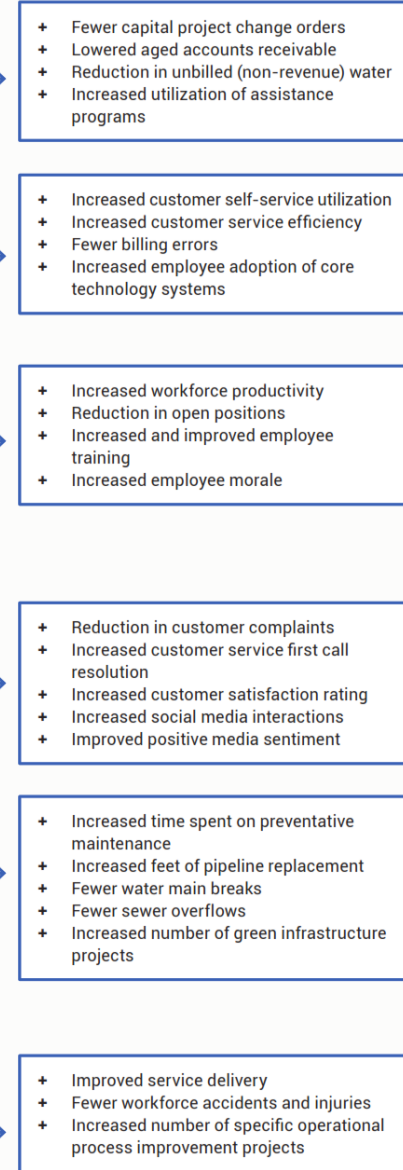 + Fewer capital project change orders
+ Lowered aged accounts receivable
+ Reduction in unbilled (non-revenue) water
+ Increased utilization of assistance
programs
+ Increased customer self-service utilization
+ Increased customer service efficiency
+ Fewer billing errors
+ Increased employee adoption of core
technology systems
+ Increased workforce productivity
+ Reduction in open positions
+ Increased and improved employee
training
+ Increased employee morale
+ Reduction in customer complaints
+ Increased customer service first call
resolution
+ Increased customer satisfaction rating
+ Increased social media interactions
+ Improved positive media sentiment
+ Increased time spent on preventative
maintenance
+ Increased feet of pipeline replacement
+ Fewer water main breaks
+ Fewer sewer overflows
+ Increased number of green infrastructure
projects
+ Improved service delivery
+ Fewer workforce accidents and injuries
+ Increased number of specific operational
process improvement projects